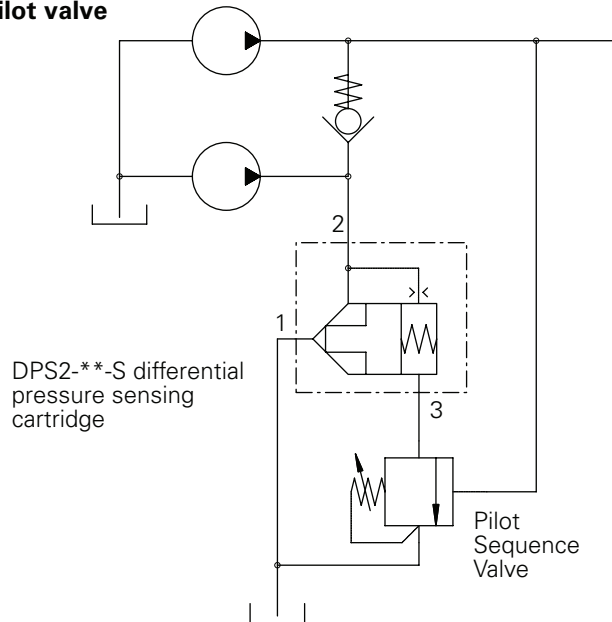 ilot valve
2
1
DPS2-**-S differential
pressure sensing
cartridge
3
Pilot
Sequence
Valve